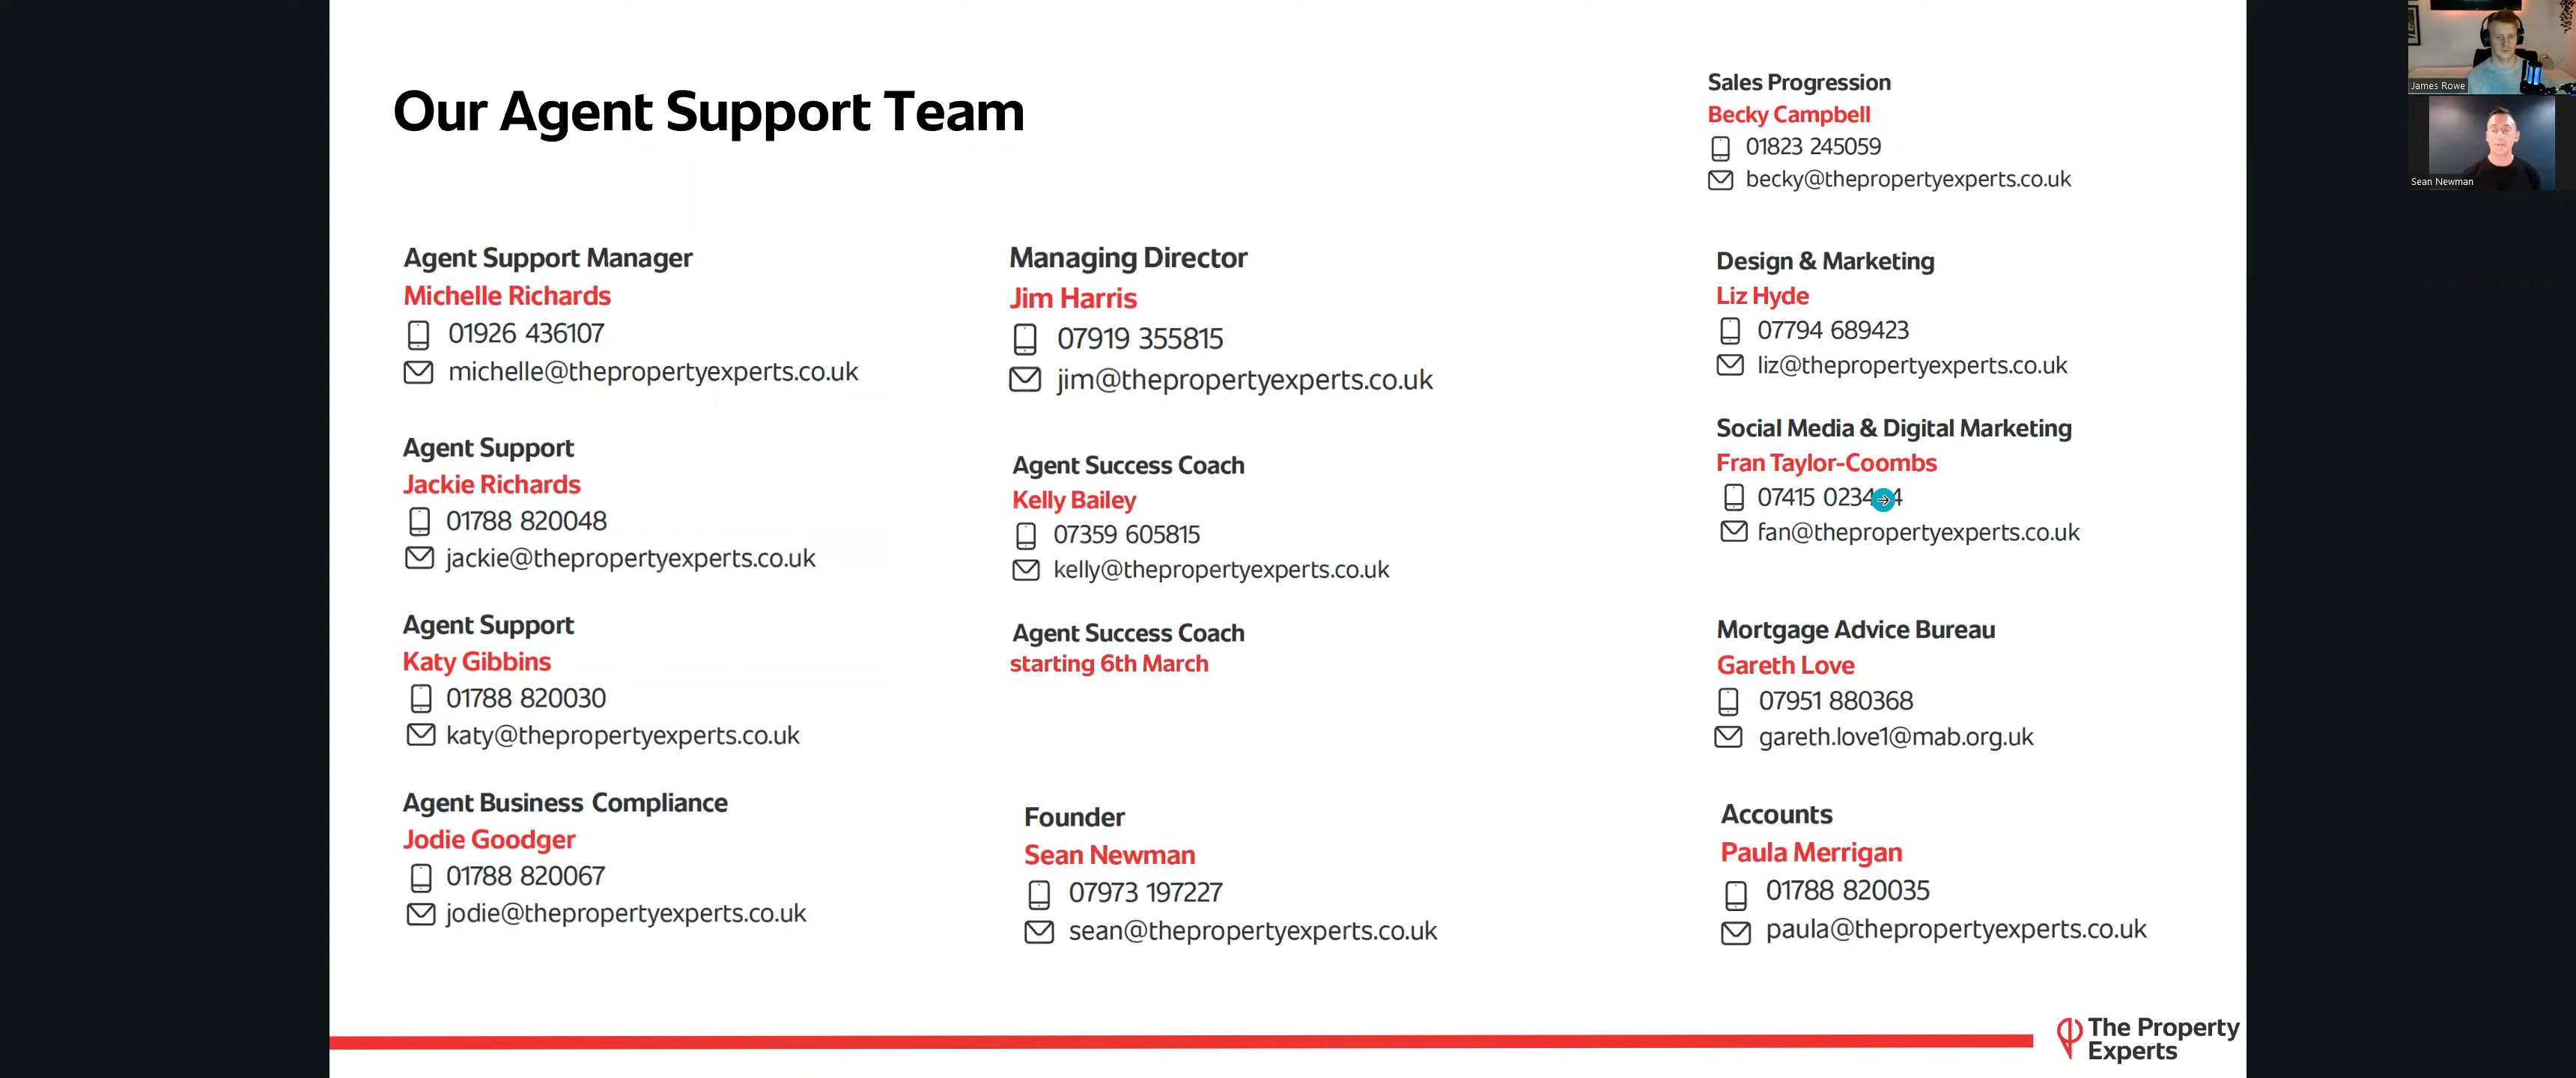 Our Agent Support Team
Agent Support Manager
Michelle Richards
01926 436107
michelle@thepropertyexperts.co.uk
Agent Support
Jackie Richards
01788 820048
jackie@thepropertyexperts.co.uk
Agent Support
Katy Gibbins
01788 820030
katy@thepropertyexperts.co.uk
Agent Business Compliance
Jodie Goodger
01788 820067
jodie@thepropertyexperts.co.uk
Managing Director
Jim Harris
07919 355815
jim@thepropertyexperts.co.uk
Agent Success Coach
Kelly Bailey
07359 605815
kelly@thepropertyexperts.co.uk
Agent Success Coach
starting 6th March
Founder
Sean Newman
07973 197227
sean@thepropertyexperts.co.uk
Sales Progression
Becky Campbell
01823 245059
becky@thepropertyexperts.co.uk
Design & Marketing
Liz Hyde
07794 689423
liz@thepropertyexperts.co.uk
Social Media & Digital Marketing
Fran Taylor-Coombs
07415
fan@thepropertyexperts.co.uk
Mortgage Advice Bureau
Gareth Love
07951 880368
gareth.love1@mab.org.uk
Accounts
Paula Merrigan
01788 820035
paula@thepropertyexperts.co.uk
The Property
Experts
James Rowe
Sean Newman